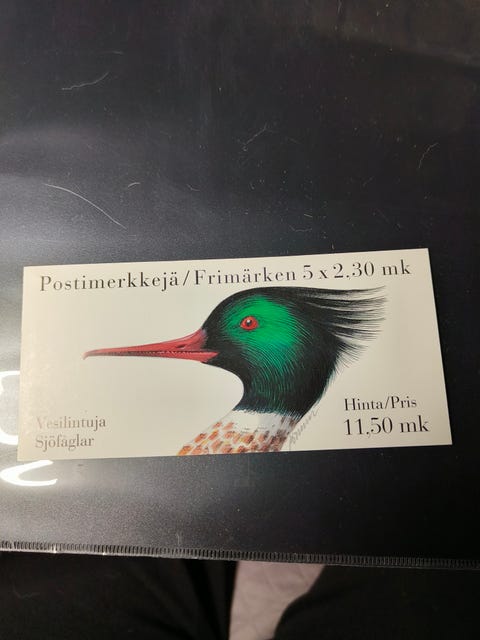 Postimerkkejä/Frimärken 5 x 2,30 mk
Vesilintuja
Sjöfåglar
Hinta/Pris
11,50 mk